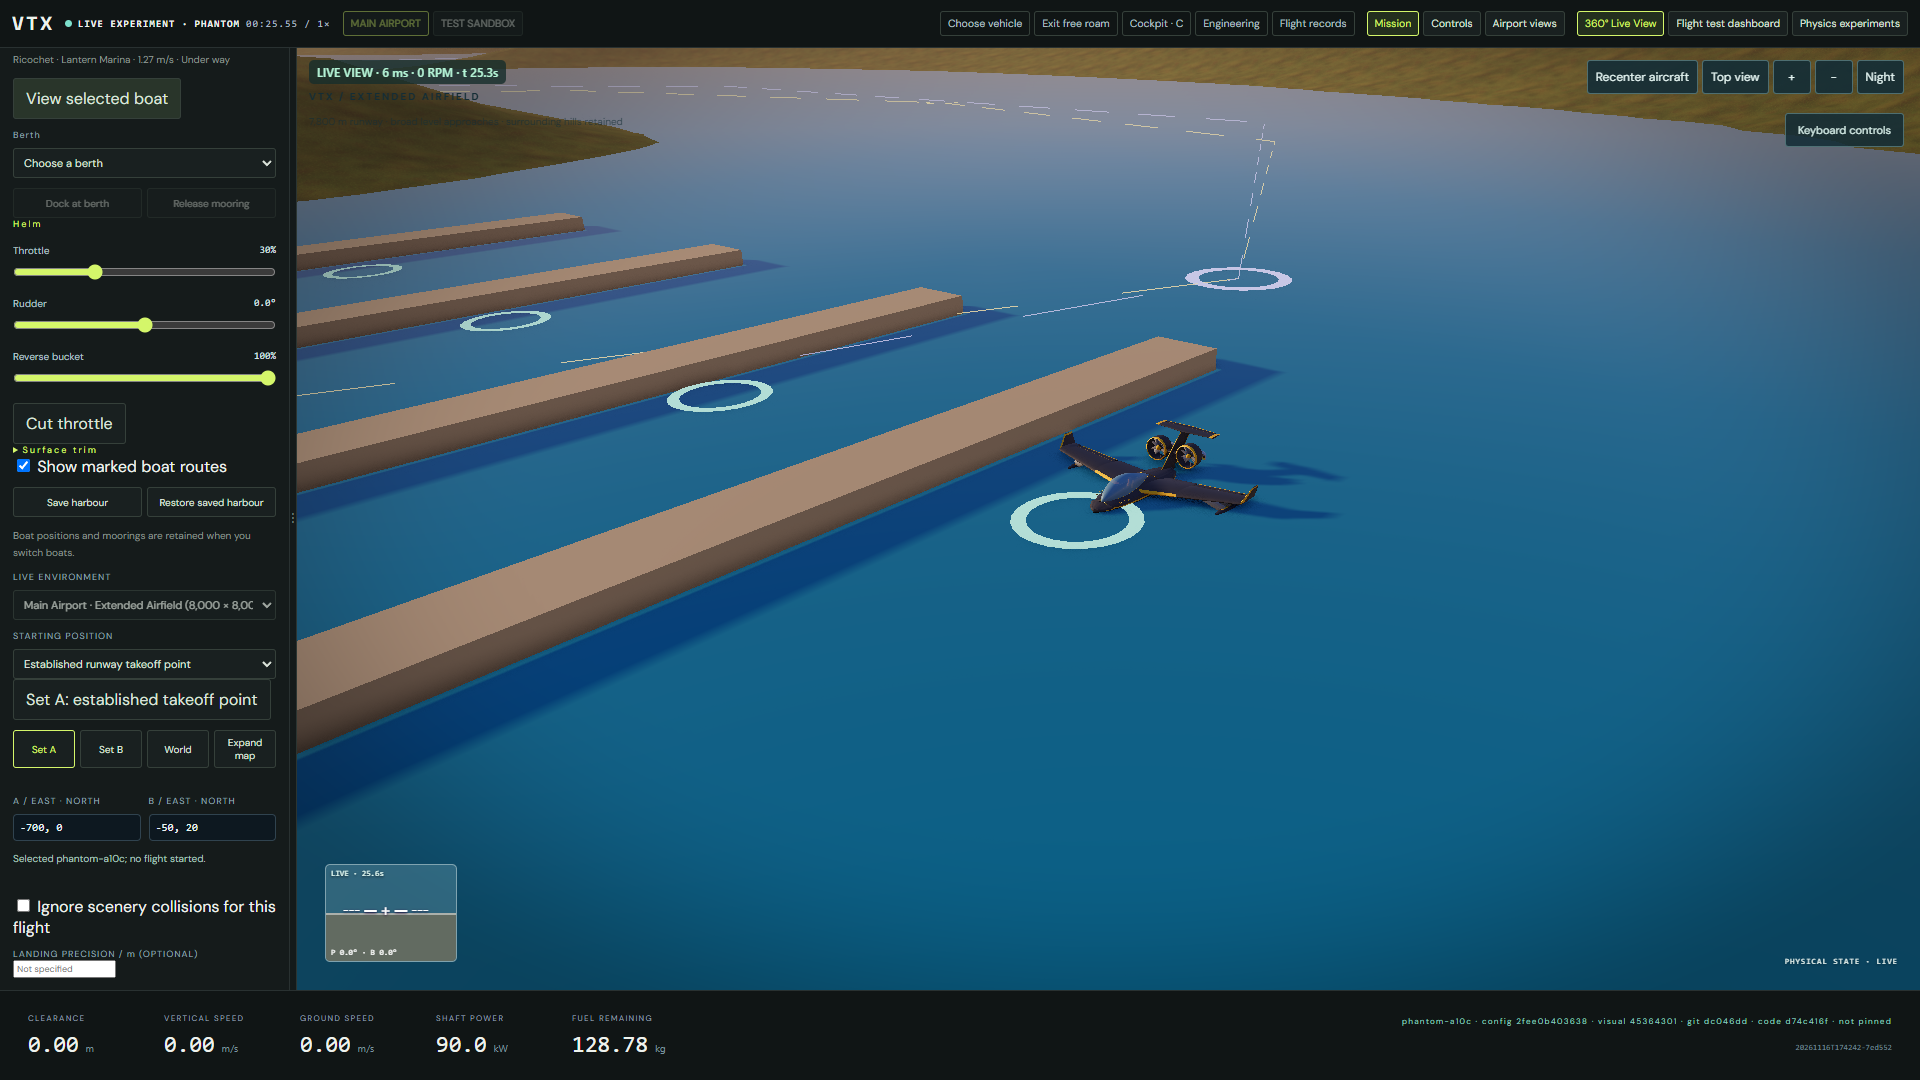 VTX
LIVE EXPERIMENT · PHANTOM 00:25.55 / 1×
MAIN AIRPORT
TEST SANDBOX
Choose vehicle
Exit free roam
Cockpit · C
Engineering
Flight records
Mission
Controls
Airport views
360° Live View
Flight test dashboard
Physics experiments
Ricochet · Lantern Marina · 1.27 m/s · Under way
View selected boat
Berth
Choose a berth
Dock at berth
Release mooring
Helm
Throttle 30%
Rudder 0.0°
Reverse bucket 100%
Cut throttle
Surface trim
Show marked boat routes
Save harbour
Restore saved harbour
Boat positions and moorings are retained when you
switch boats.
LIVE ENVIRONMENT
Main Airport · Extended Airfield (8,000 × 8,00
STARTING POSITION
Established runway takeoff point
Set A: established takeoff point
Set A
Set B
World
Expand
map
A / EAST · NORTH
B / EAST · NORTH
-700, 0
-50, 20
Selected phantom-a10c; no flight started.
Ignore scenery collisions for this
flight
LANDING PRECISION / m (OPTIONAL)
Not specified
LIVE VIEW · 6 ms · 0 RPM · t 25.3s
VTX / EXTENDED AIRFIELD
surrounding hills retained
Recenter aircraft
Top view
+
−
Night
Keyboard controls
LIVE · 25.6s
P 0.0° · B 0.0°
PHYSICAL STATE · LIVE
CLEARANCE
0.00 m
VERTICAL SPEED
0.00 m/s
GROUND SPEED
0.00 m/s
SHAFT POWER
90.0 kW
FUEL REMAINING
128.78 kg
phantom-a10c · config 2fee0b403638 · visual 45364301 · git dc046dd · code d74c416f · not pinned
20261116T174242-7ed552